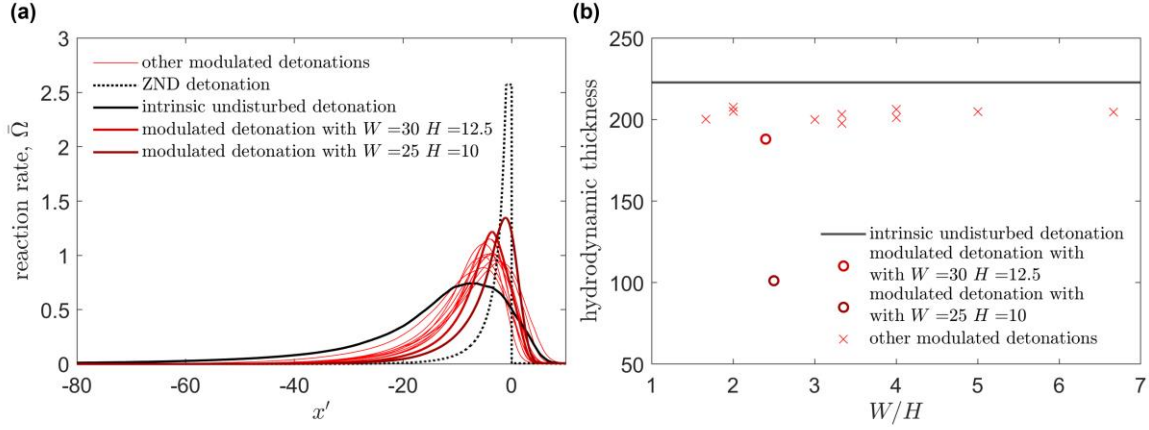 (a)
3
2.5
2
1.5
1
0.5
0
reaction rate, Ω̄
-80
-60
-40
-20
0
x′
other modulated detonations
ZND detonation
intrinsic undisturbed detonation
modulated detonation with W =30 H =12.5
modulated detonation with W =25 H =10
(b)
250
200
150
100
50
hydrodynamic thickness
1
2
3
4
5
6
7
W/H
intrinsic undisturbed detonation
modulated detonation with
with W =30 H =12.5
modulated detonation with
with W =25 H =10
other modulated detonations